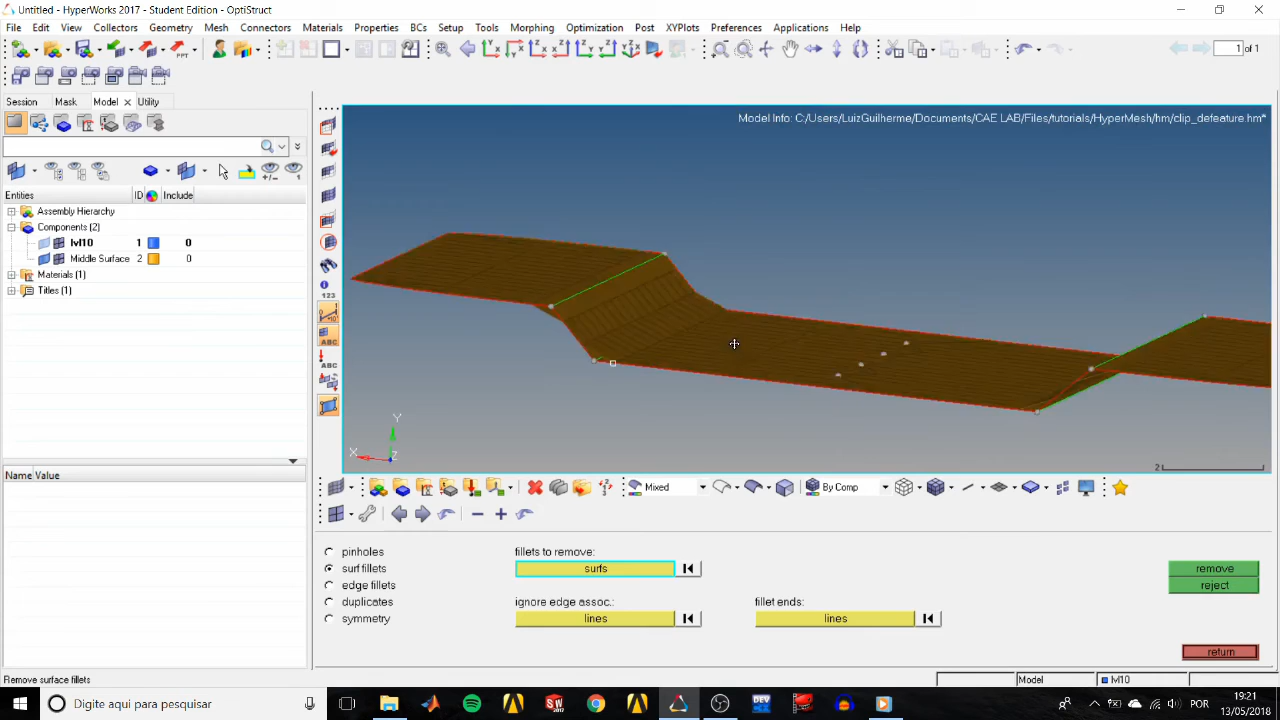 Untitled - HyperWorks 2017 - Student Edition - OptiStruct
File Edit View Collectors Geometry Mesh Connectors Materials Properties BCs Setup Tools Morphing Optimization Post XYPlots Preferences Applications Help
1 of 1
Session Mask Model Utility
Model Info: C:/Users/LuizGuilherme/Documents/CAE LAB/Files/tutorials/HyperMesh/hm/clip_defeature.hm*
Entities ID Include
Assembly Hierarchy
Components (2)
lvl10 1 0
Middle Surface 2 0
Materials (1)
Titles (1)
123
ABC
ABC
Y
X
Z
2
Name Value
Mixed By Comp
pinholes
surf fillets
edge fillets
duplicates
symmetry
fillets to remove:
surfs
ignore edge assoc.:
lines
fillet ends:
lines
remove
reject
return
Remove surface fillets
Model lvl10
Digite aqui para pesquisar
POR
19:21
13/05/2018